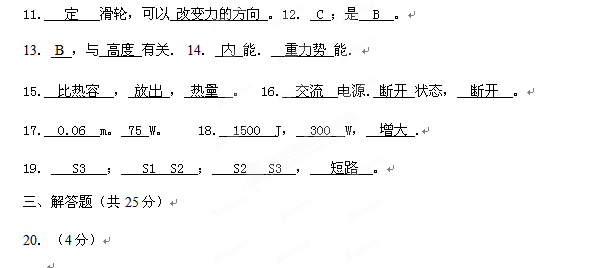 11. 定 滑轮，可以 改变力的方向 。12. C ；是 B 。
13. B ，与 高度 有关. 14. 内 能. 重力势 能.
15. 比热容 ， 放出 ， 热量 。 16. 交流 电源. 断开 状态， 断开 。
17. 0.06 m。 75 W。 18. 1500 J， 300 W， 增大 .
19. S3 ； S1 S2 ； S2 S3 ， 短路 。
三、解答题（共 25 分）
20. （4 分）